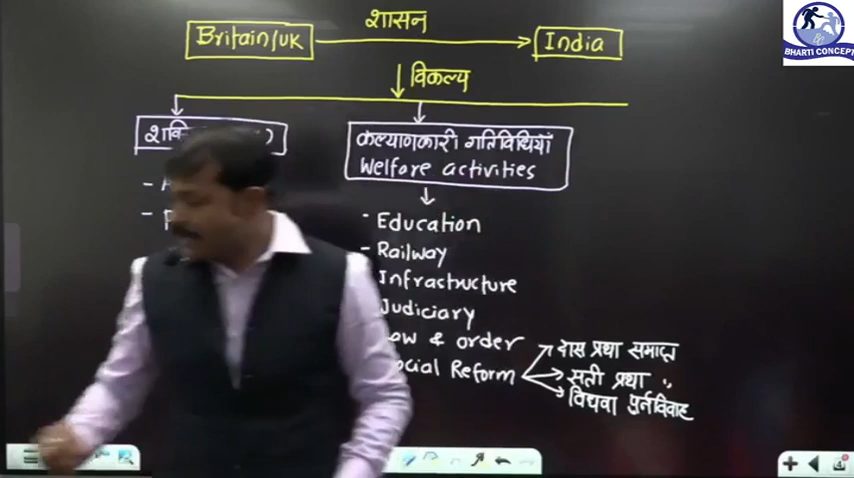 शासन
Britain/UK
India
विकल्प
कल्याणकारी गतिविधियां
Welfare activities
- Education
- Railway
Infrastructure
Judiciary
& order
Social Reform
दास प्रथा समाप्त
सती प्रथा "
विधवा पुर्नविवाह
BHARTI CONCEPT